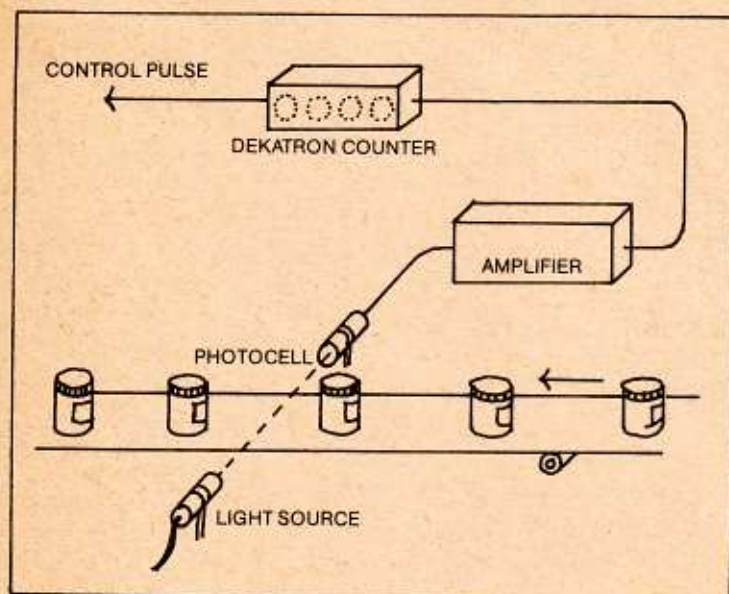 CONTROL PULSE
DEKATRON COUNTER
AMPLIFIER
PHOTOCELL
LIGHT SOURCE